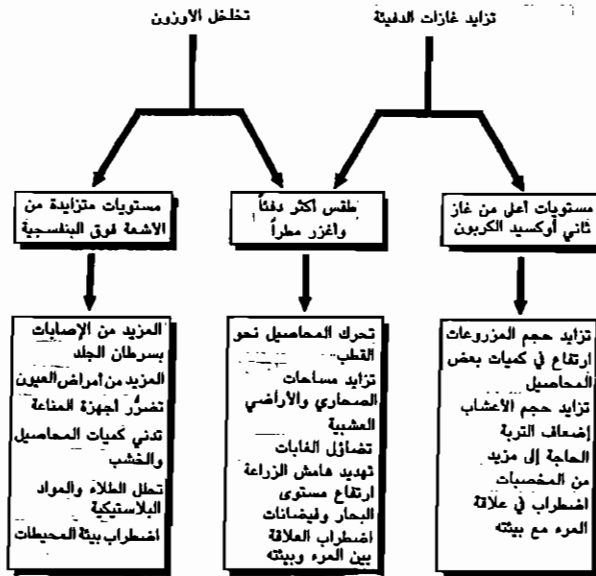 تزايد غازات الدفيئة
تخلخل الاوزون
مستويات أعلى من غاز
ثاني أوكسيد الكربون
طقس أكثر دفئاً
وأغزر مطراً
مستويات متزايدة من
الأشعة فوق البنفسجية
تزايد حجم المزروعات
ارتفاع في كميات بعض
المحاصيل
تزايد حجم الأعشاب
إضعاف التربة
الحاجة إلى مزيد
من المخصبات
اضطراب في علاقة
المرء مع بيئته
تحرك المحاصيل نحو
القطب
تزايد مساحات
الصحاري والأراضي
العشبية
تضاؤل الغابات
تهديد هامش الزراعة
ارتفاع مستوى
البحار وفيضانات
اضطراب العلاقة
بين المرء وبيئته
المزيد من الإصابات
بسرطان الجلد
المزيد من أمراض العيون
تضرُّر أجهزة المناعة
تدني كميات المحاصيل
والخشب
تحلل الطلاء والمواد
البلاستيكية
اضطراب بيئة المحيطات